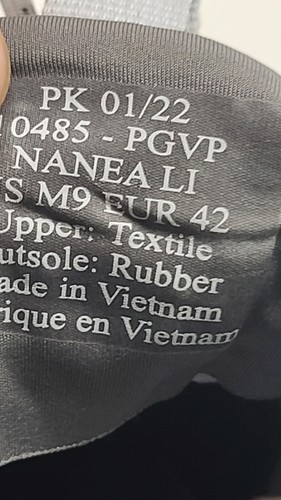 PK 01/22
10485 - PGVP
NANEA LI
S M9 EUR 42
Upper: Textile
utsole: Rubber
ade in Vietnam
rique en Vietnam